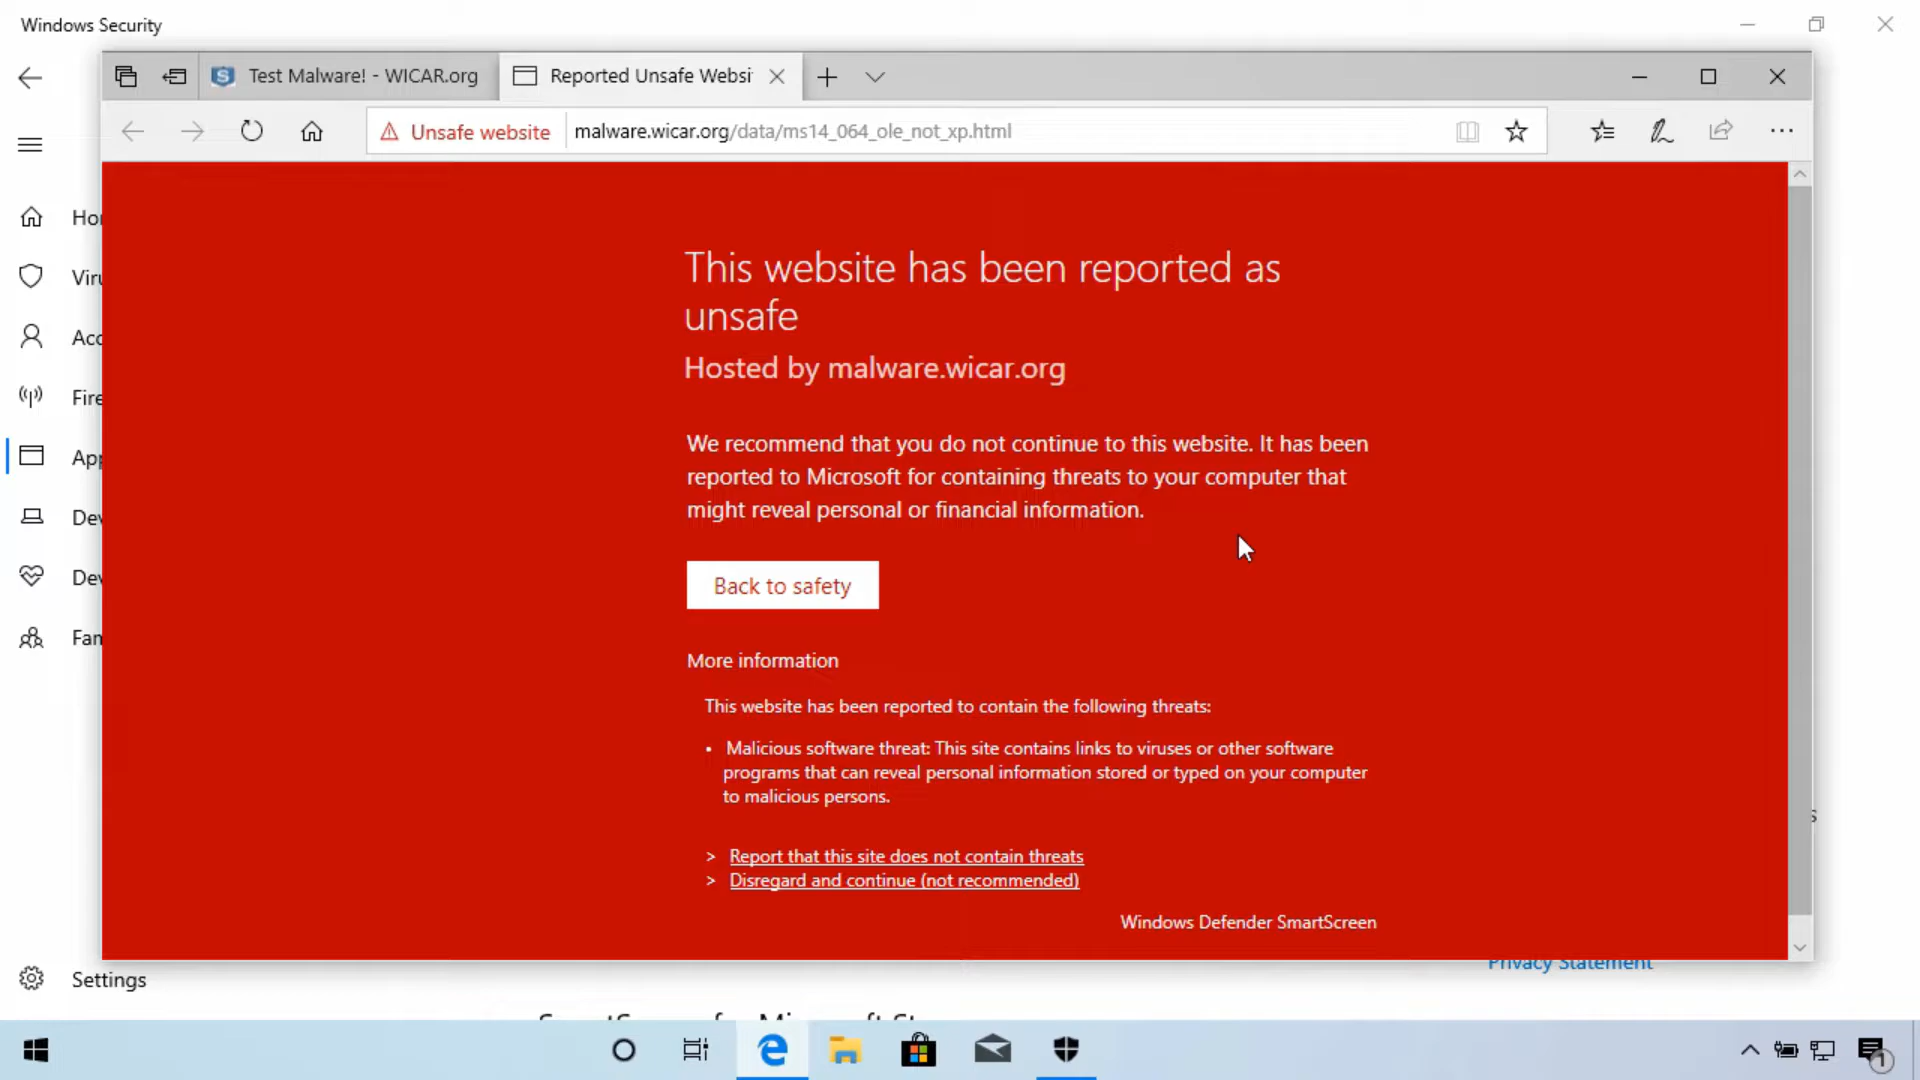 Windows Security
Test Malware! - WICAR.org
Reported Unsafe Websi
Unsafe website
malware.wicar.org/data/ms14_064_ole_not_xp.html
Hor
Viru
Acc
Fire
App
Dev
Dev
Fam
Settings
This website has been reported as
unsafe
Hosted by malware.wicar.org
We recommend that you do not continue to this website. It has been
reported to Microsoft for containing threats to your computer that
might reveal personal or financial information.
Back to safety
More information
This website has been reported to contain the following threats:
• Malicious software threat: This site contains links to viruses or other software
programs that can reveal personal information stored or typed on your computer
to malicious persons.
> Report that this site does not contain threats
> Disregard and continue (not recommended)
Windows Defender SmartScreen
Privacy Statement
1